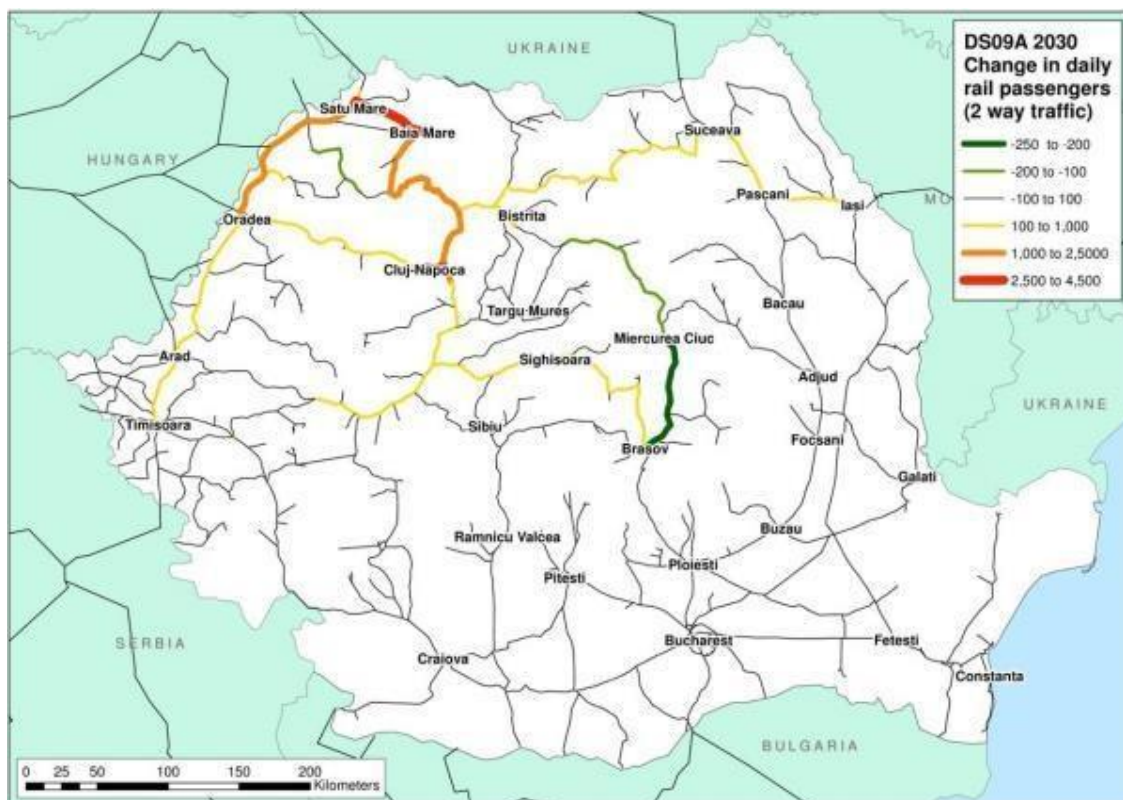 UKRAINE
DS09A 2030
Change in daily
rail passengers
(2 way traffic)
-250 to -200
-200 to -100
-100 to 100
100 to 1,000
1,000 to 2,5000
2,500 to 4,500
Satu Mare
Baia Mare
Suceava
HUNGARY
Pascani
Iasi
MO
Oradea
Bistrita
Cluj-Napoca
Bacau
Targu-Mures
Miercurea Ciuc
Arad
Sighisoara
Adjud
UKRAINE
Timisoara
Sibiu
Focsani
Brasov
Galati
Buzau
Ramnicu Valcea
Ploiesti
Pitesti
SERBIA
Bucharest
Fetesti
Craiova
Constanta
BULGARIA
0 25 50 100 150 200
Kilometers